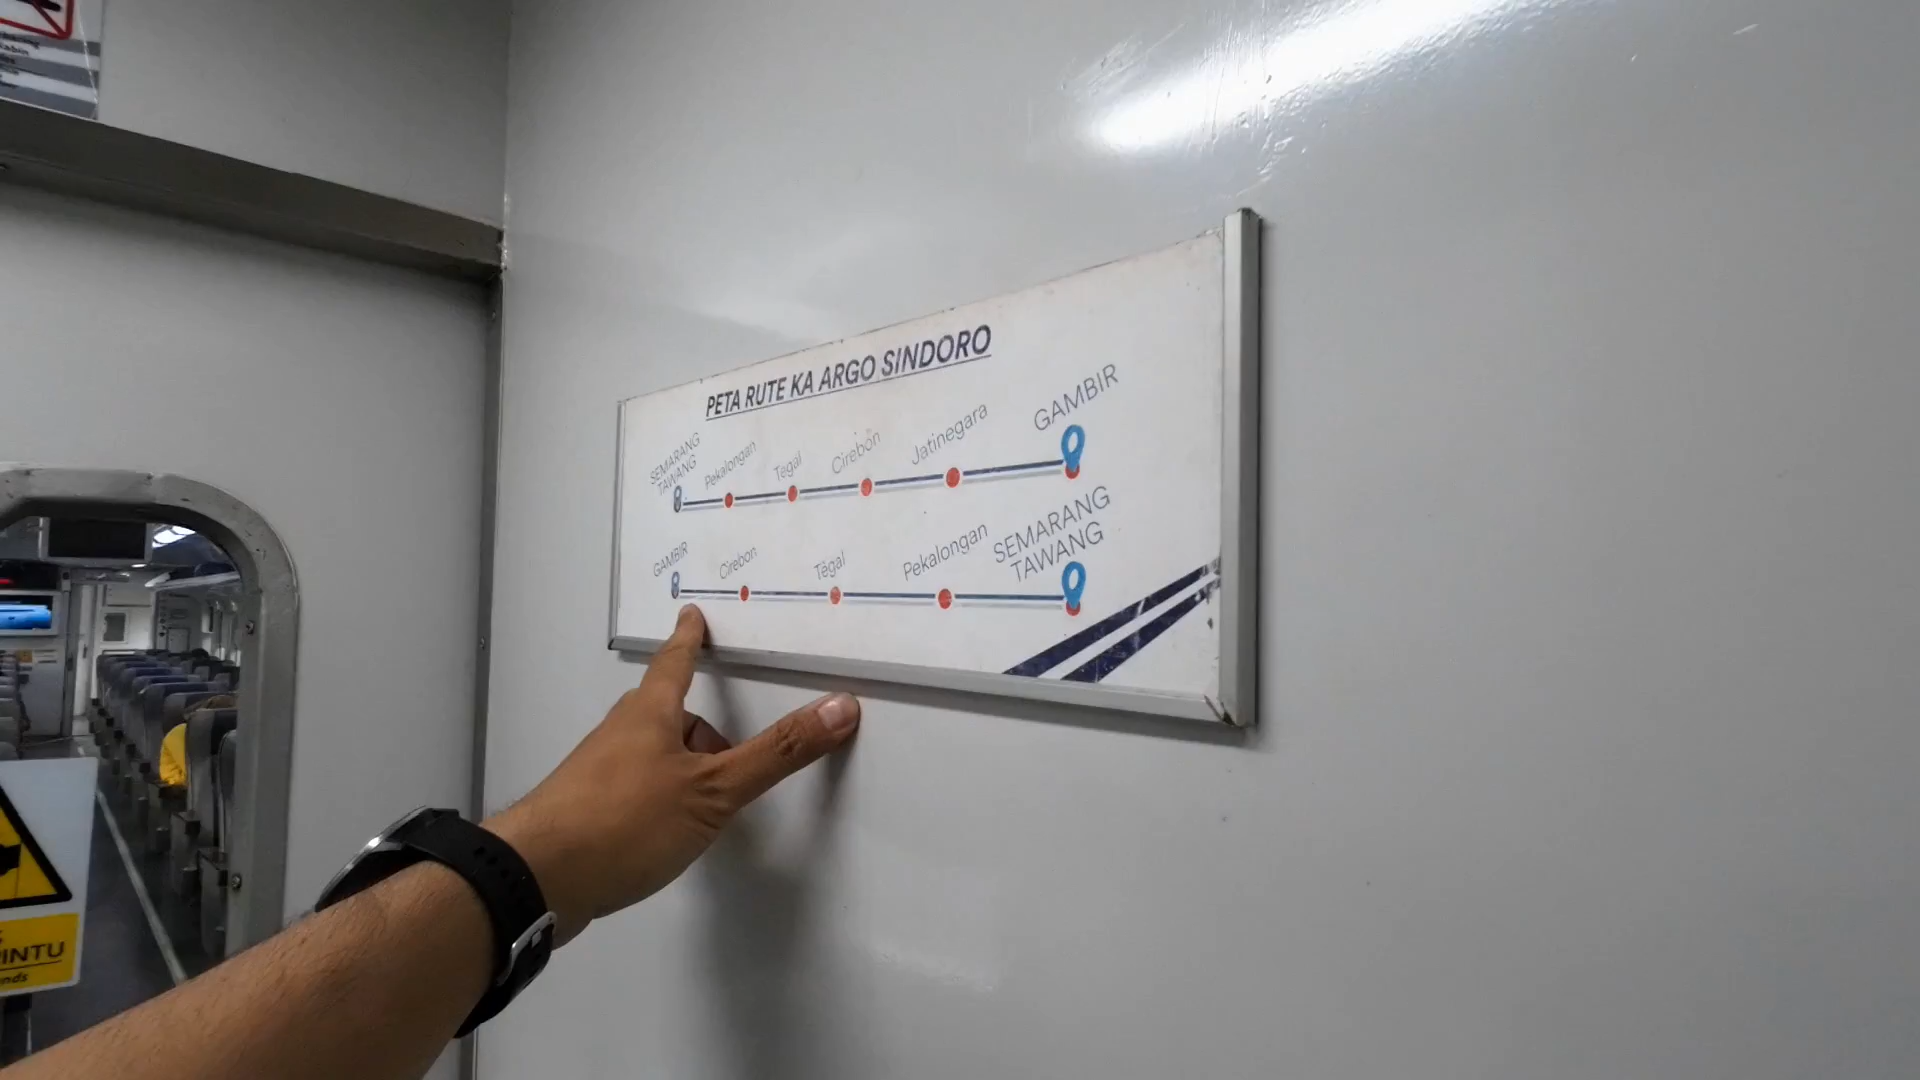 PETA RUTE KA ARGO SINDORO
SEMARANG
TAWANG
Pekalongan
Tegal
Cirebon
Jatinegara
GAMBIR
GAMBIR
Cirebon
Tegal
Pekalongan
SEMARANG
TAWANG
PINTU